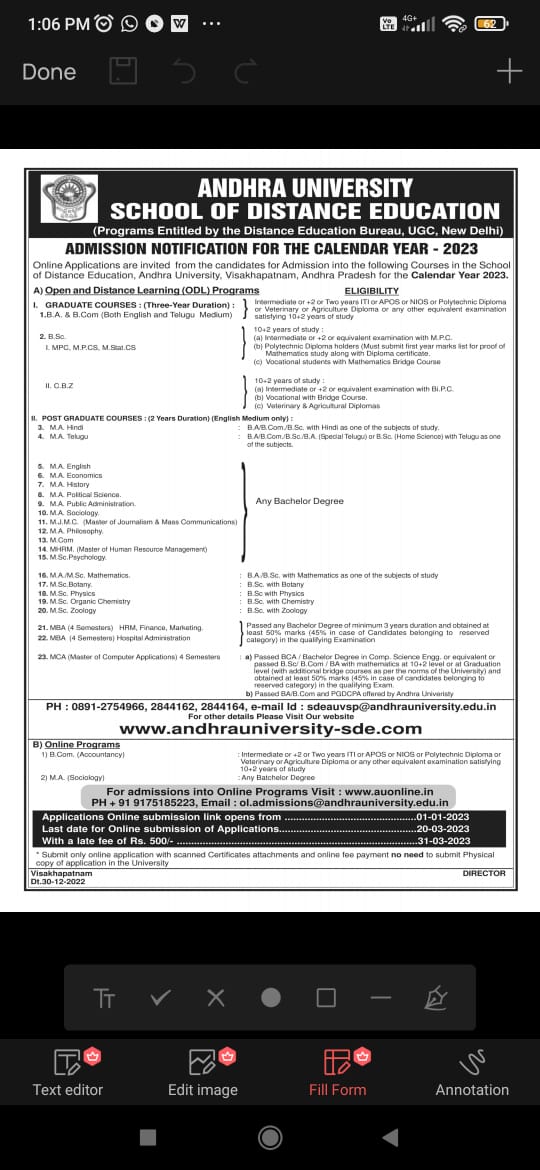 1:06 PM
Vo LTE 4G+ 62
Done
ANDHRA UNIVERSITY
SCHOOL OF DISTANCE EDUCATION
(Programs Entitled by the Distance Education Bureau, UGC, New Delhi)
ADMISSION NOTIFICATION FOR THE CALENDAR YEAR - 2023
Online Applications are invited from the candidates for Admission into the following Courses in the School
of Distance Education, Andhra University, Visakhapatnam, Andhra Pradesh for the Calendar Year 2023.
A) Open and Distance Learning (ODL) Programs ELIGIBILITY
I. GRADUATE COURSES : (Three-Year Duration) :
1.B.A. & B.Com (Both English and Telugu Medium)
Intermediate or +2 or Two years ITI or APOS or NIOS or Polytechnic Diploma
or Veterinary or Agriculture Diploma or any other equivalent examination
satisfying 10+2 years of study
2. B.Sc.
I. MPC, M.P.CS, M.Stat.CS
10+2 years of study :
(a) Intermediate or +2 or equivalent examination with M.P.C.
(b) Polytechnic Diploma holders (Must submit first year marks list for proof of
Mathematics study along with Diploma certificate.
(c) Vocational students with Mathematics Bridge Course
II. C.B.Z
10+2 years of study :
(a) Intermediate or +2 or equivalent examination with Bi.P.C.
(b) Vocational with Bridge Course.
(c) Veterinary & Agricultural Diplomas
II. POST GRADUATE COURSES : (2 Years Duration) (English Medium only) :
3. M.A. Hindi : B.A/B.Com./B.Sc. with Hindi as one of the subjects of study.
4. M.A. Telugu : B.A/B.Com./B.Sc./B.A. (Special Telugu) or B.Sc. (Home Science) with Telugu as one
of the subjects.
5. M.A. English
6. M.A. Economics
7. M.A. History
8. M.A. Political Science.
9. M.A. Public Administration.
10. M.A. Sociology.
11. M.J.M.C. (Master of Journalism & Mass Communications)
12. M.A. Philosophy.
13. M.Com
14. MHRM. (Master of Human Resource Management)
15. M.Sc.Psychology.
Any Bachelor Degree
16. M.A./M.Sc. Mathematics. : B.A./B.Sc. with Mathematics as one of the subjects of study
17. M.Sc.Botany. : B.Sc. with Botany
18. M.Sc. Physics : B.Sc with Physics
19. M.Sc. Organic Chemistry : B.Sc. with Chemistry
20. M.Sc. Zoology : B.Sc. with Zoology
21. MBA (4 Semesters) HRM, Finance, Marketing.
22. MBA (4 Semesters) Hospital Administration
Passed any Bachelor Degree of minimum 3 years duration and obtained at
least 50% marks (45% in case of Candidates belonging to reserved
category) in the qualifying Examination
23. MCA (Master of Computer Applications) 4 Semesters : a) Passed BCA / Bachelor Degree in Comp. Science Engg. or equivalent or
passed B.Sc/ B.Com / BA with mathematics at 10+2 level or at Graduation
level (with additional bridge courses as per the norms of the University) and
obtained at least 50% marks (45% in case of candidates belonging to
reserved category) in the qualifying Exam.
b) Passed BA/B.Com and PGDCPA offered by Andhra Univeristy
PH : 0891-2754966, 2844162, 2844164, e-mail Id : sdeauvsp@andhrauniversity.edu.in
For other details Please Visit Our website
www.andhrauniversity-sde.com
B) Online Programs
1) B.Com. (Accountancy) : Intermediate or +2 or Two years ITI or APOS or NIOS or Polytechnic Diploma or
Veterinary or Agriculture Diploma or any other equivalent examination satisfying
10+2 years of study
2) M.A. (Sociology) : Any Batchelor Degree
For admissions into Online Programs Visit : www.auonline.in
PH + 91 9175185223, Email : ol.admissions@andhrauniversity.edu.in
Applications Online submission link opens from ................................................01-01-2023
Last date for Online submission of Applications..................................................20-03-2023
With a late fee of Rs. 500/- .............................................................................31-03-2023
* Submit only online application with scanned Certificates attachments and online fee payment no need to submit Physical
copy of application in the University
Visakhapatnam DIRECTOR
Dt.30-12-2022
Text editor Edit image Fill Form Annotation